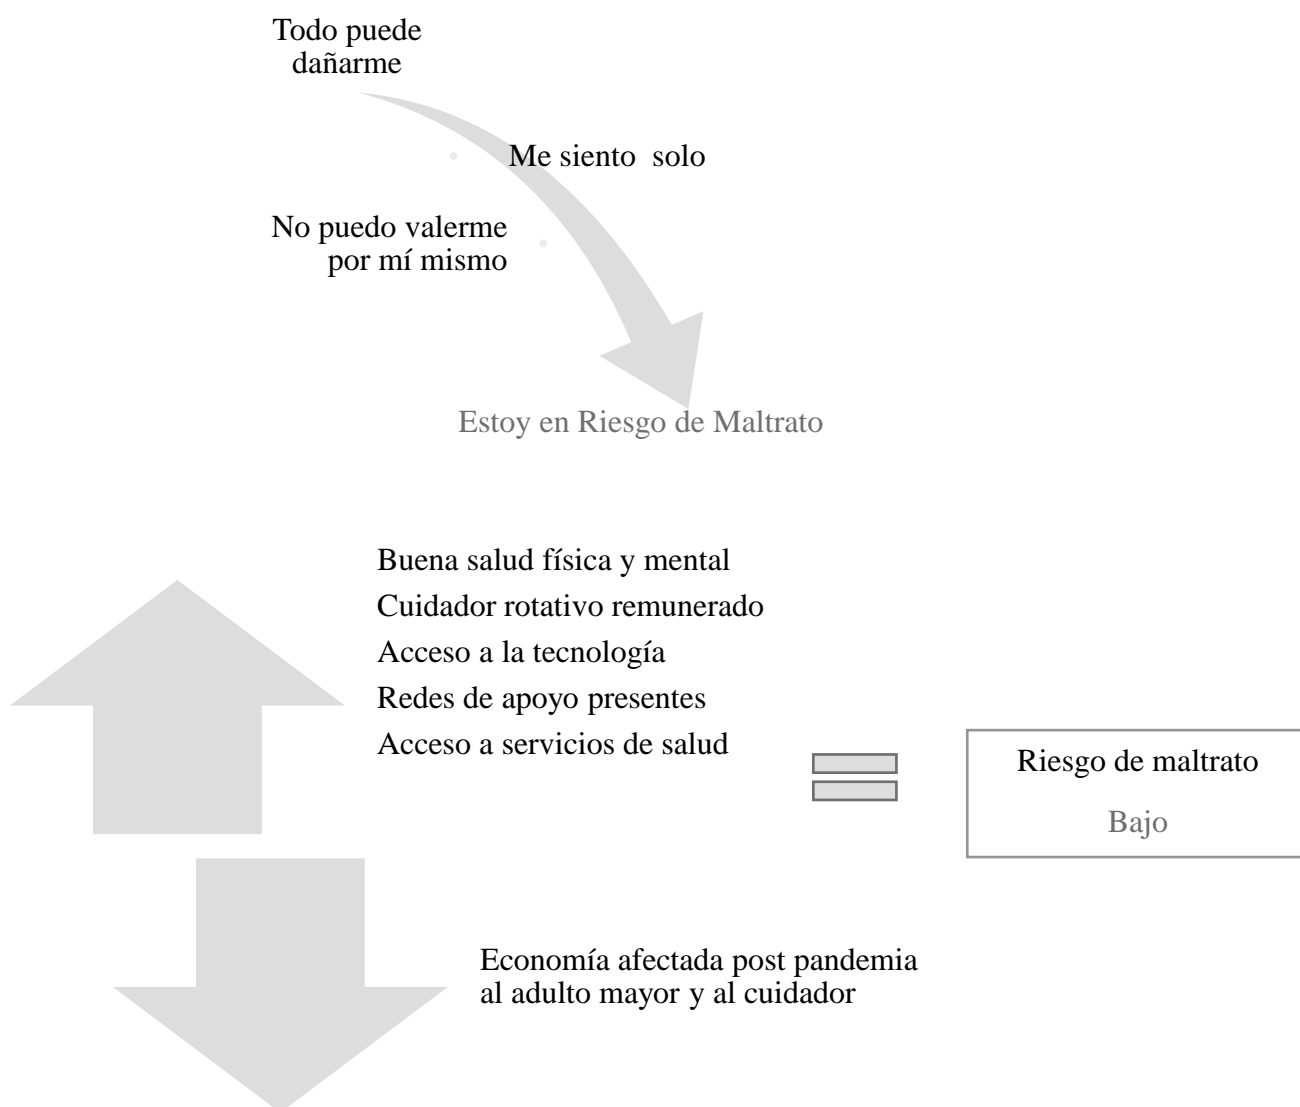 Todo puede
dañarme
Me siento  solo
No puedo valerme
por mí mismo
Estoy en Riesgo de Maltrato
Buena salud física y mental
Cuidador rotativo remunerado
Acceso a la tecnología
Redes de apoyo presentes
Acceso a servicios de salud
Riesgo de maltrato
Bajo
Economía afectada post pandemia
al adulto mayor y al cuidador